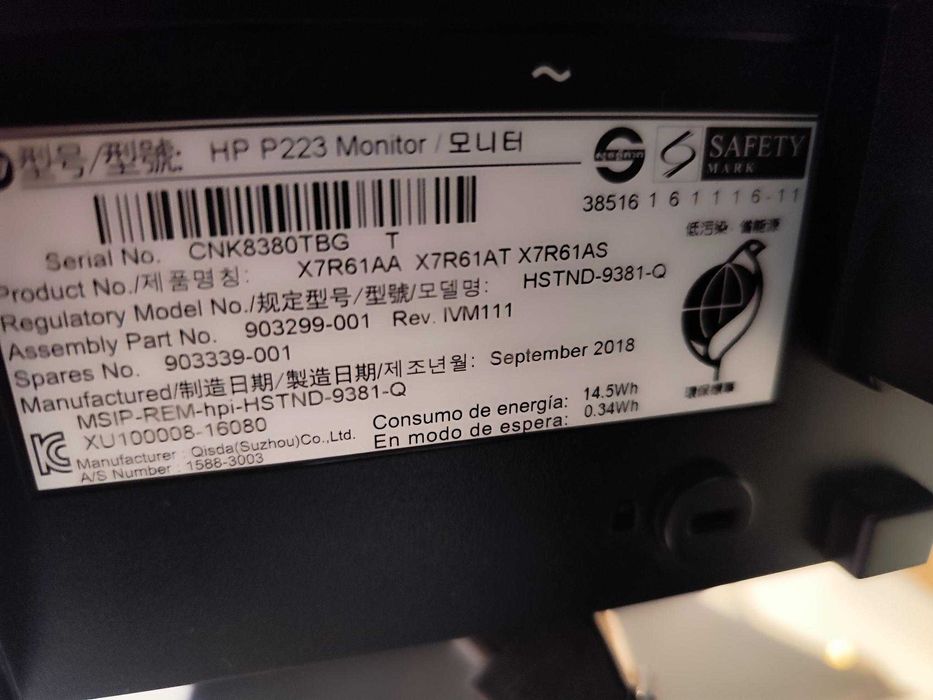 型号/型號: HP P223 Monitor / 모니터
SAFETY
MARK
38516 1 6 1 1 1 6-11
Serial No. CNK8380TBG T
Product No./제품명칭: X7R61AA X7R61AT X7R61AS
Regulatory Model No./规定型号/型號/모델명: HSTND-9381-Q
Assembly Part No. 903299-001 Rev. IVM111
Spares No. 903339-001
Manufactured/制造日期/製造日期/제조년월: September 2018
MSIP-REM-hpi-HSTND-9381-Q
XU100008-16080
Manufacturer : Qisda(Suzhou)Co.,Ltd.
A/S Number : 1588-3003
Consumo de energía: 14.5Wh
En modo de espera: 0.34Wh
低污染 省能源
環保標章